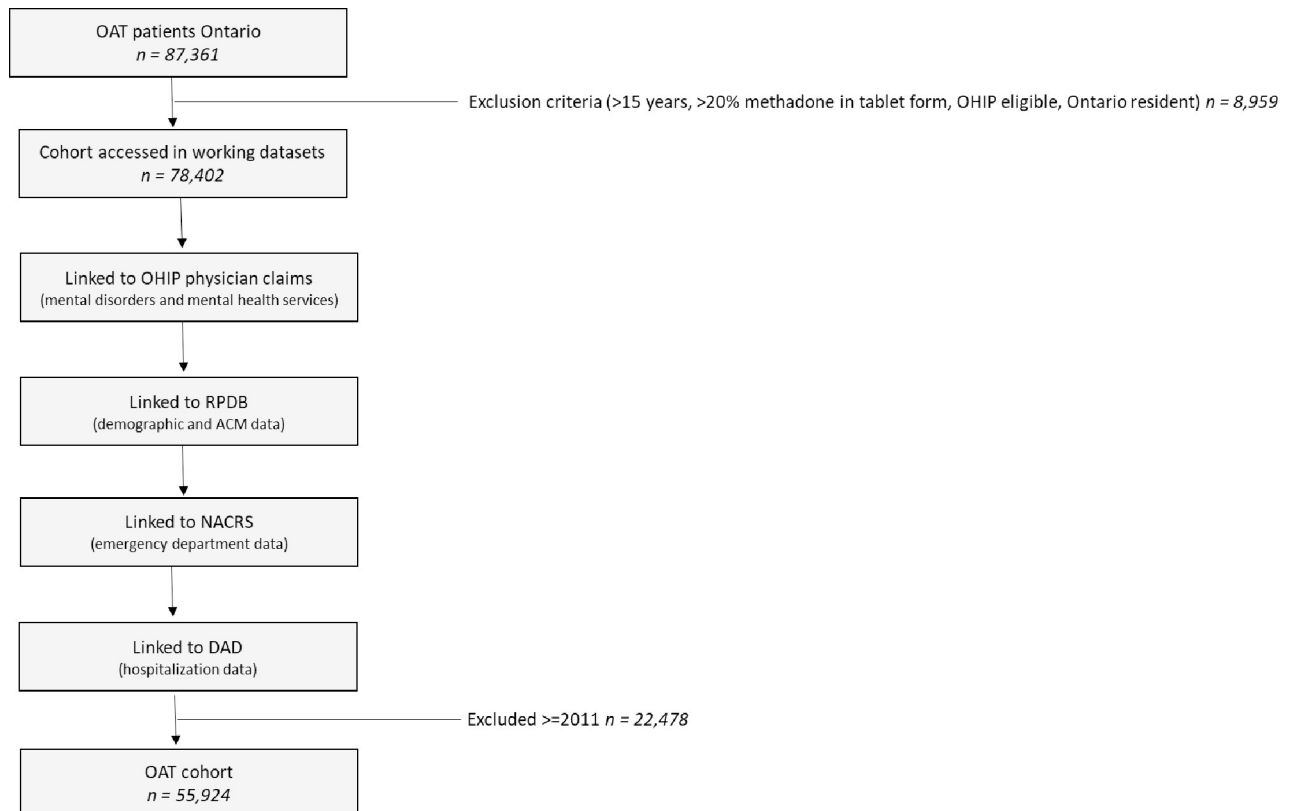 OAT patients Ontario
n = 87,361
Exclusion criteria (>15 years, >20% methadone in tablet form, OHIP eligible, Ontario resident) n = 8,959
Cohort accessed in working datasets
n = 78,402
Linked to OHIP physician claims
(mental disorders and mental health services)
Linked to RPDB
(demographic and ACM data)
Linked to NACRS
(emergency department data)
Linked to DAD
(hospitalization data)
Excluded >=2011 n = 22,478
OAT cohort
n = 55,924